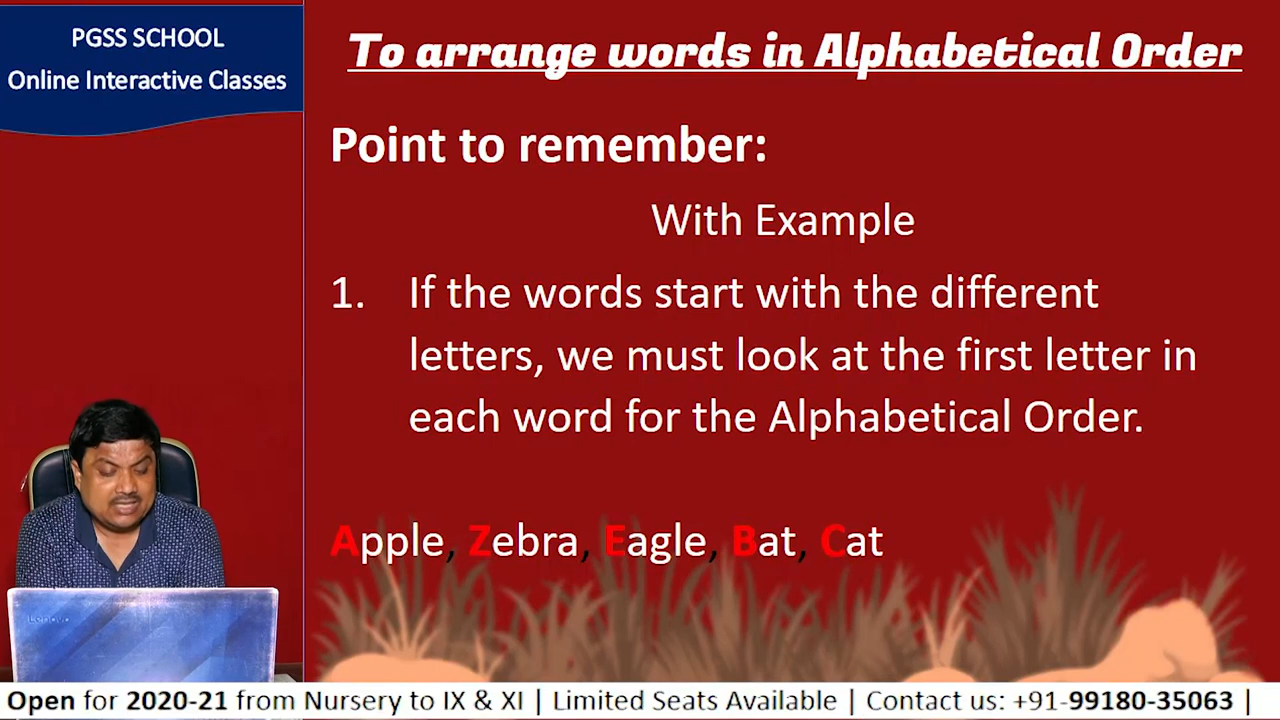 PGSS SCHOOL
Online Interactive Classes
To arrange words in Alphabetical Order
Point to remember:
With Example
1. If the words start with the different
letters, we must look at the first letter in
each word for the Alphabetical Order.
Apple, Zebra, Eagle, Bat, Cat
Lenovo
Open for 2020-21 from Nursery to IX & XI | Limited Seats Available | Contact us: +91-99180-35063 |